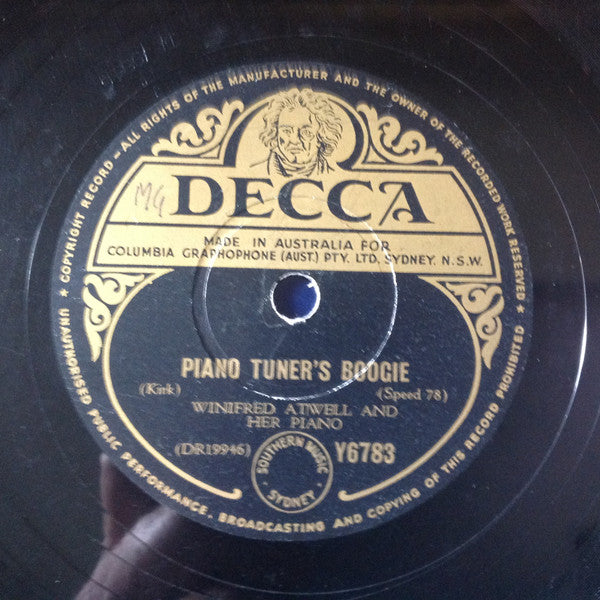 ★ COPYRIGHT RECORD—ALL RIGHTS OF THE MANUFACTURER AND THE OWNER OF THE RECORDED WORK RESERVED ★
MG
DECCA
MADE IN AUSTRALIA FOR
COLUMBIA GRAPHOPHONE (AUST.) PTY. LTD. SYDNEY. N.S.W.
PIANO TUNER'S BOOGIE
(Kirk) (Speed 78)
WINIFRED ATWELL AND
HER PIANO
(DR19946) Y6783
SOUTHERN MUSIC
· SYDNEY ·
UNAUTHORISED PUBLIC PERFORMANCE, BROADCASTING AND COPYING OF THIS RECORD PROHIBITED